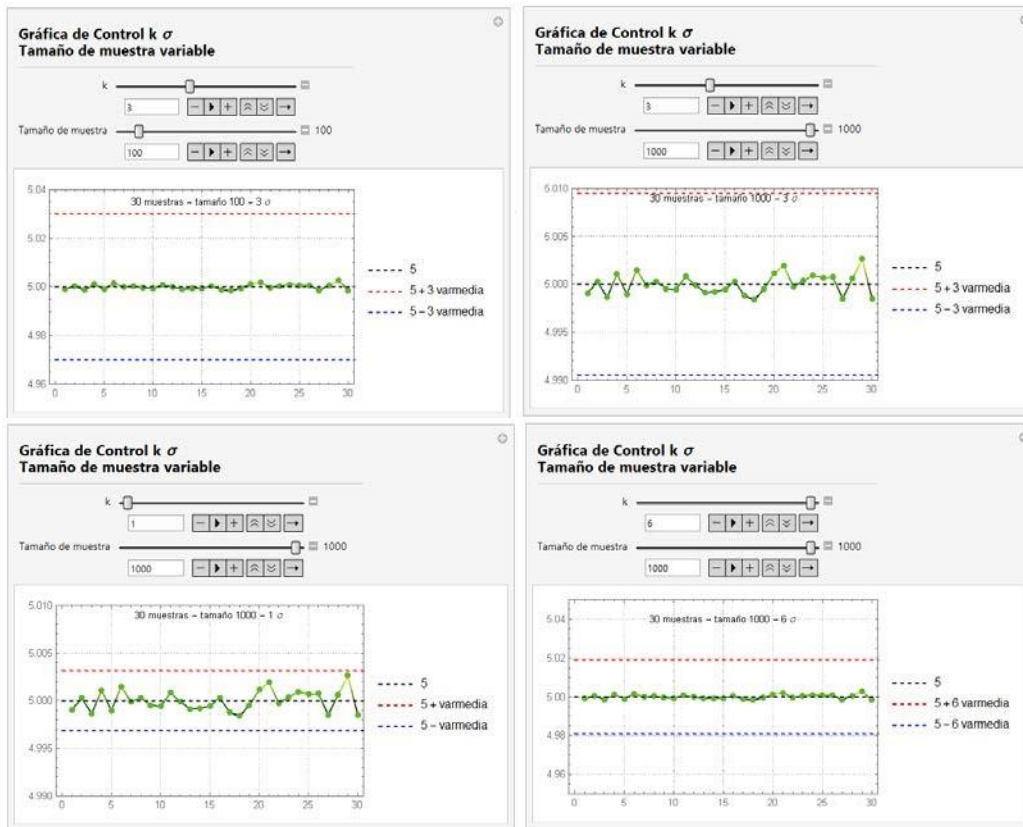 Gráfica de Control k σ
Tamaño de muestra variable
k
3
Tamaño de muestra
100
100
30 muestras – tamaño 100 – 3 σ
5.04
5.02
5.00
4.98
4.96
0 5 10 15 20 25 30
5
5 + 3 varmedia
5 – 3 varmedia
Gráfica de Control k σ
Tamaño de muestra variable
k
3
Tamaño de muestra
1000
1000
30 muestras – tamaño 1000 – 3 σ
5.010
5.005
5.000
4.995
4.990
0 5 10 15 20 25 30
5
5 + 3 varmedia
5 – 3 varmedia
Gráfica de Control k σ
Tamaño de muestra variable
k
1
Tamaño de muestra
1000
1000
30 muestras – tamaño 1000 – 1 σ
5.010
5.005
5.000
4.995
4.990
0 5 10 15 20 25 30
5
5 + varmedia
5 – varmedia
Gráfica de Control k σ
Tamaño de muestra variable
k
6
Tamaño de muestra
1000
1000
30 muestras – tamaño 1000 – 6 σ
5.04
5.02
5.00
4.98
4.96
0 5 10 15 20 25 30
5
5 + 6 varmedia
5 – 6 varmedia